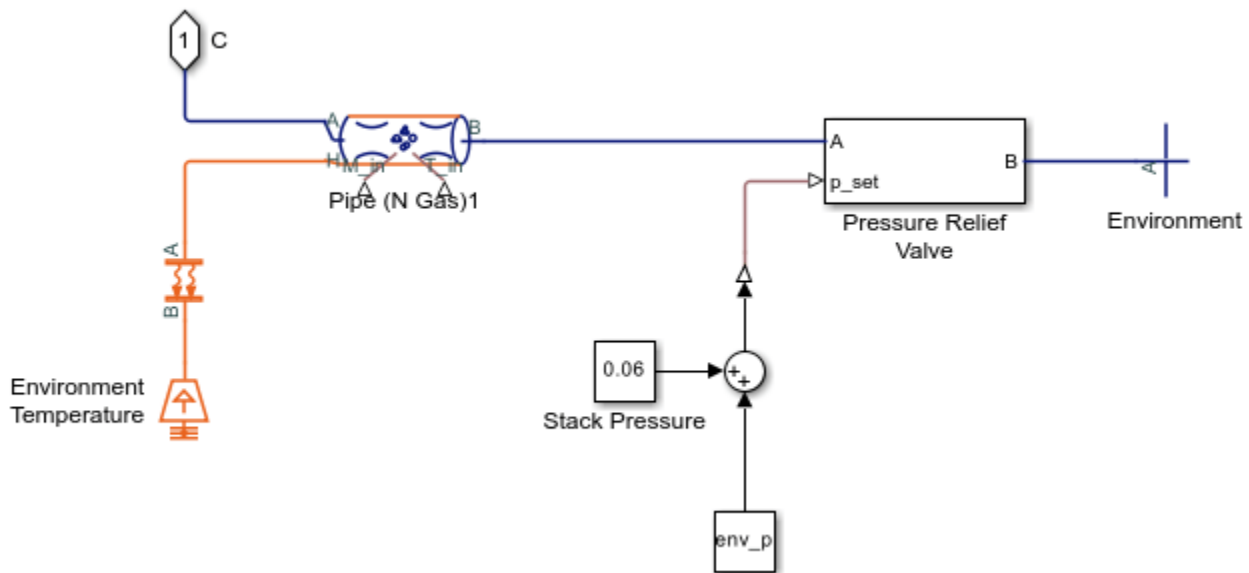 1 C
A
B
H
M_in T_in
Pipe (N Gas)1
A
B
p_set
Pressure Relief
Valve
A
Environment
A
B
Environment
Temperature
0.06
Stack Pressure
+
+
env_p